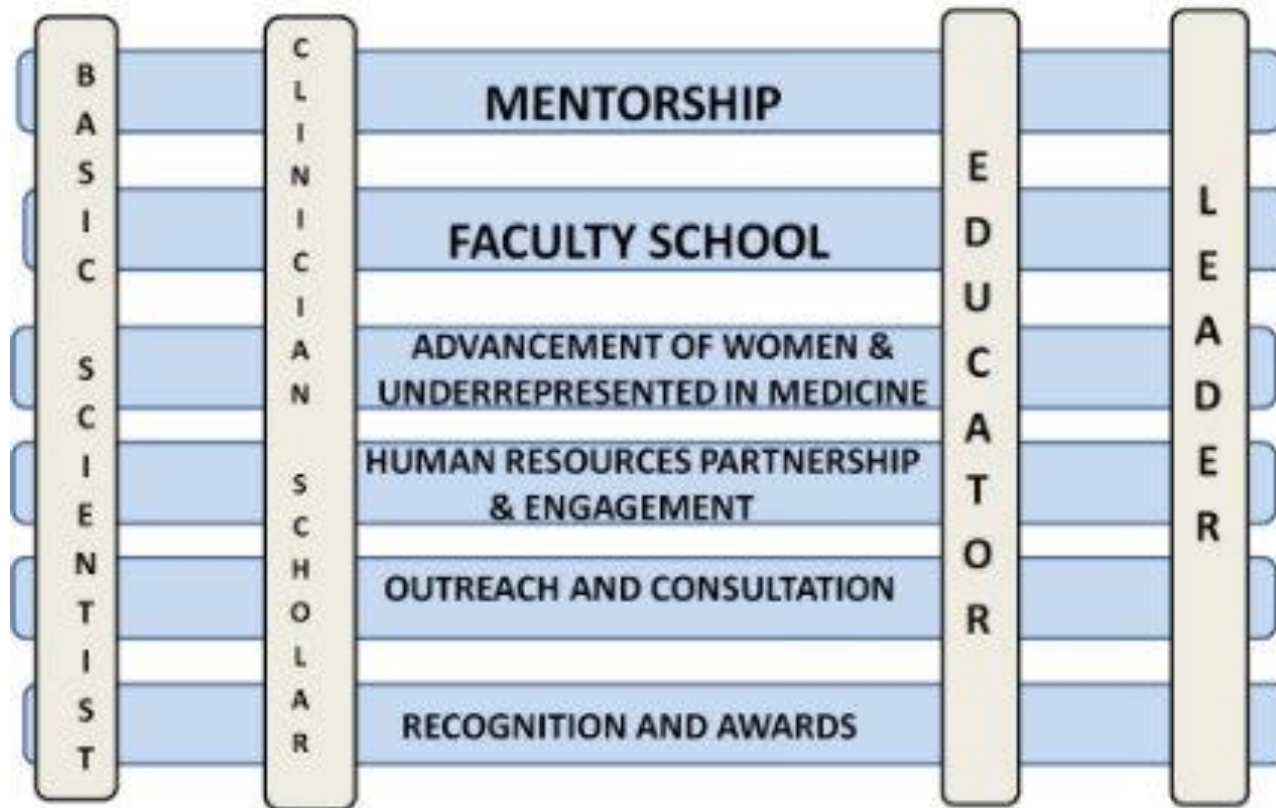 BASIC SCIENTIST
CLINICIAN SCHOLAR
MENTORSHIP
FACULTY SCHOOL
ADVANCEMENT OF WOMEN &
UNDERREPRESENTED IN MEDICINE
HUMAN RESOURCES PARTNERSHIP
& ENGAGEMENT
OUTREACH AND CONSULTATION
RECOGNITION AND AWARDS
EDUCATOR
LEADER